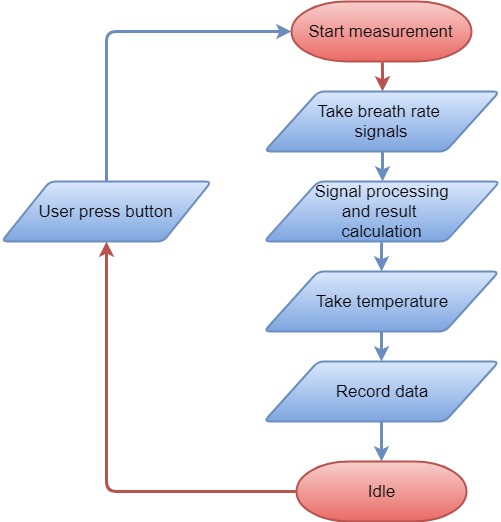 Start measurement
Take breath rate
signals
Signal processing
and result
calculation
User press button
Take temperature
Record data
Idle